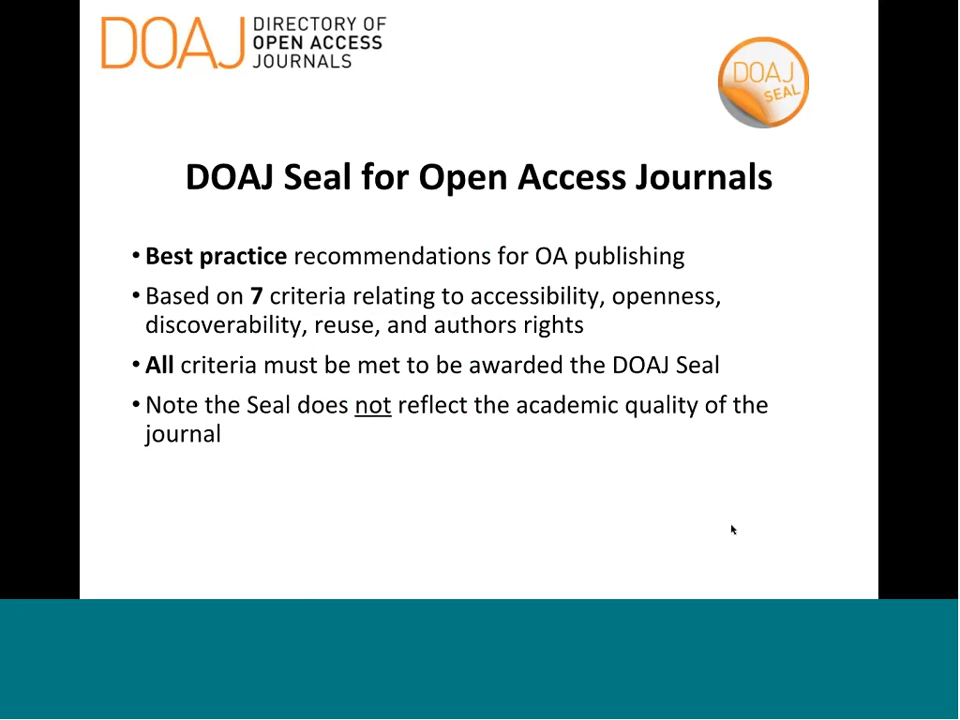 DOAJ DIRECTORY OF
OPEN ACCESS
JOURNALS
DOAJ
SEAL
DOAJ Seal for Open Access Journals
• Best practice recommendations for OA publishing
• Based on 7 criteria relating to accessibility, openness,
discoverability, reuse, and authors rights
• All criteria must be met to be awarded the DOAJ Seal
• Note the Seal does not reflect the academic quality of the
journal